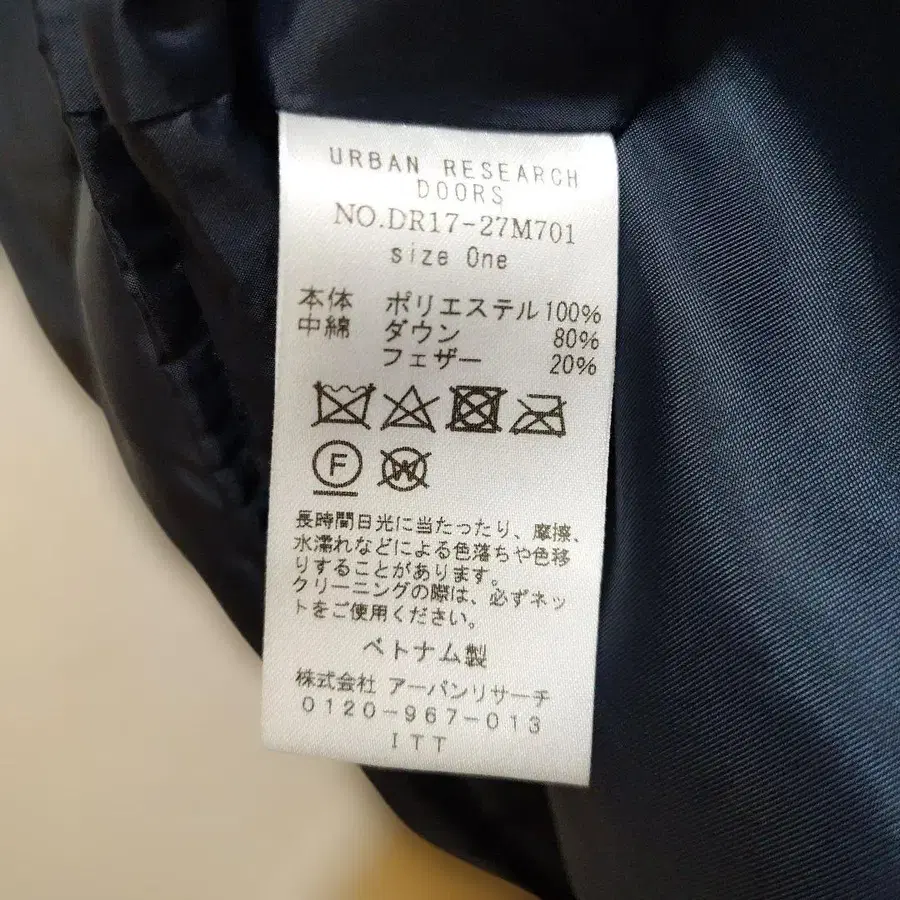 URBAN RESEARCH
DOORS
NO.DR17-27M701
size One
本体 ポリエステル 100%
中綿 ダウン 80%
フェザー 20%
F
W
長時間日光に当たったり、摩擦、
水濡れなどによる色落ちや色移
りすることがあります。
クリーニングの際は、必ずネッ
トをご使用ください。
ベトナム製
株式会社 アーバンリサーチ
0120-967-013
ITT